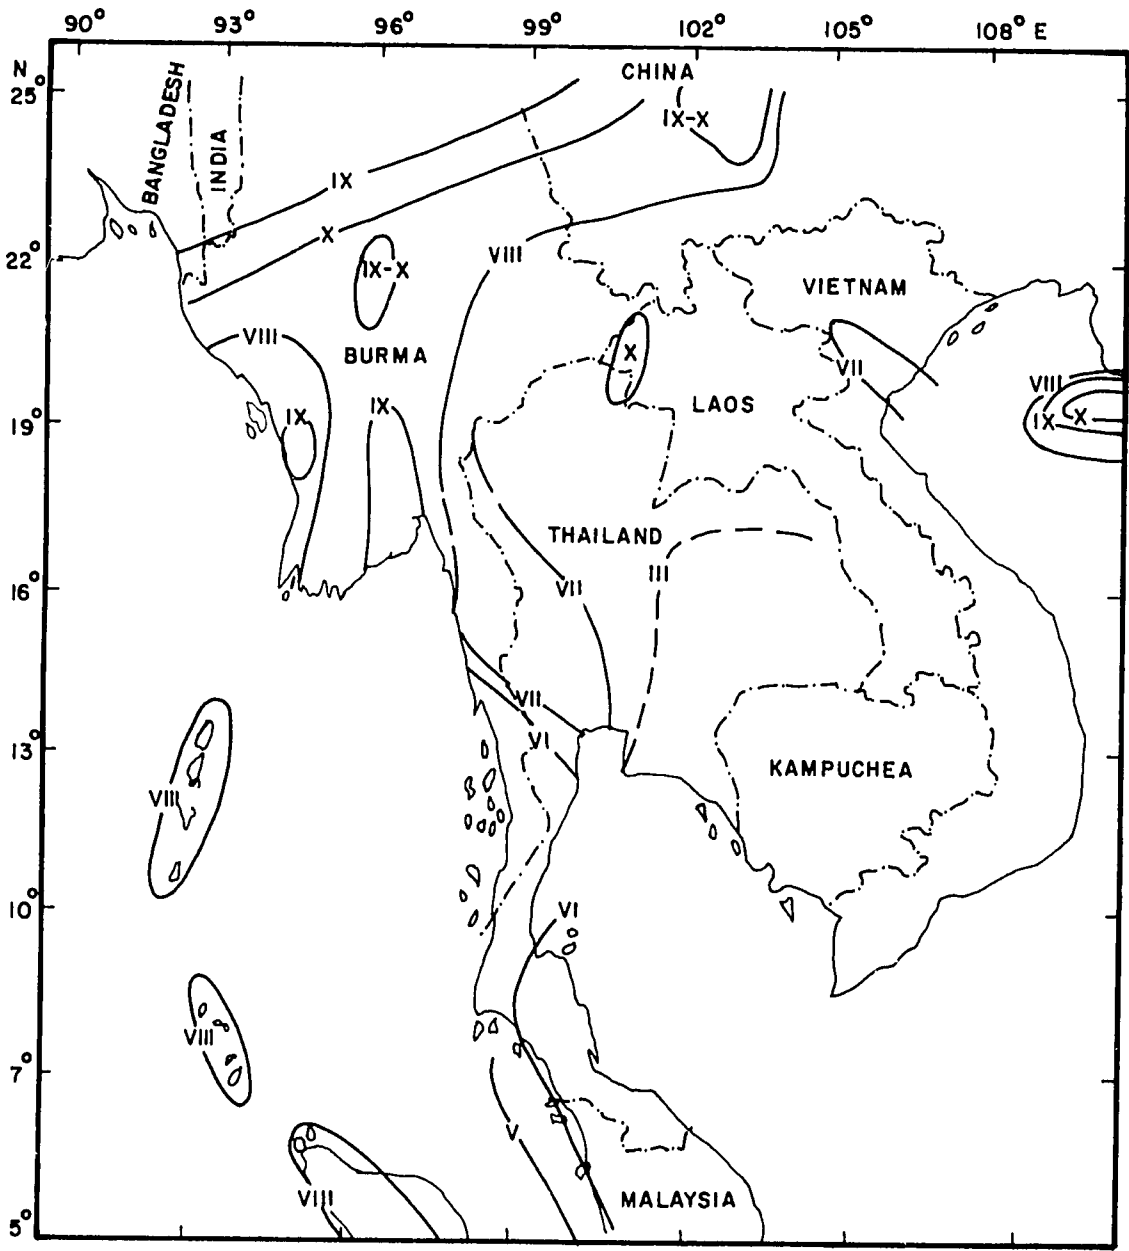 90° 93° 96° 99° 102° 105° 108° E
N
25°
CHINA
BANGLADESH
INDIA
IX-X
IX
X
22°
VIII
IX-X
VIETNAM
VIII
BURMA
X
VII
LAOS
VIII
IX X
19°
IX
IX
THAILAND
III
16°
VII
VII
13°
VI
KAMPUCHEA
VIII
10°
VI
VIII
7°
V
VIII
MALAYSIA
5°